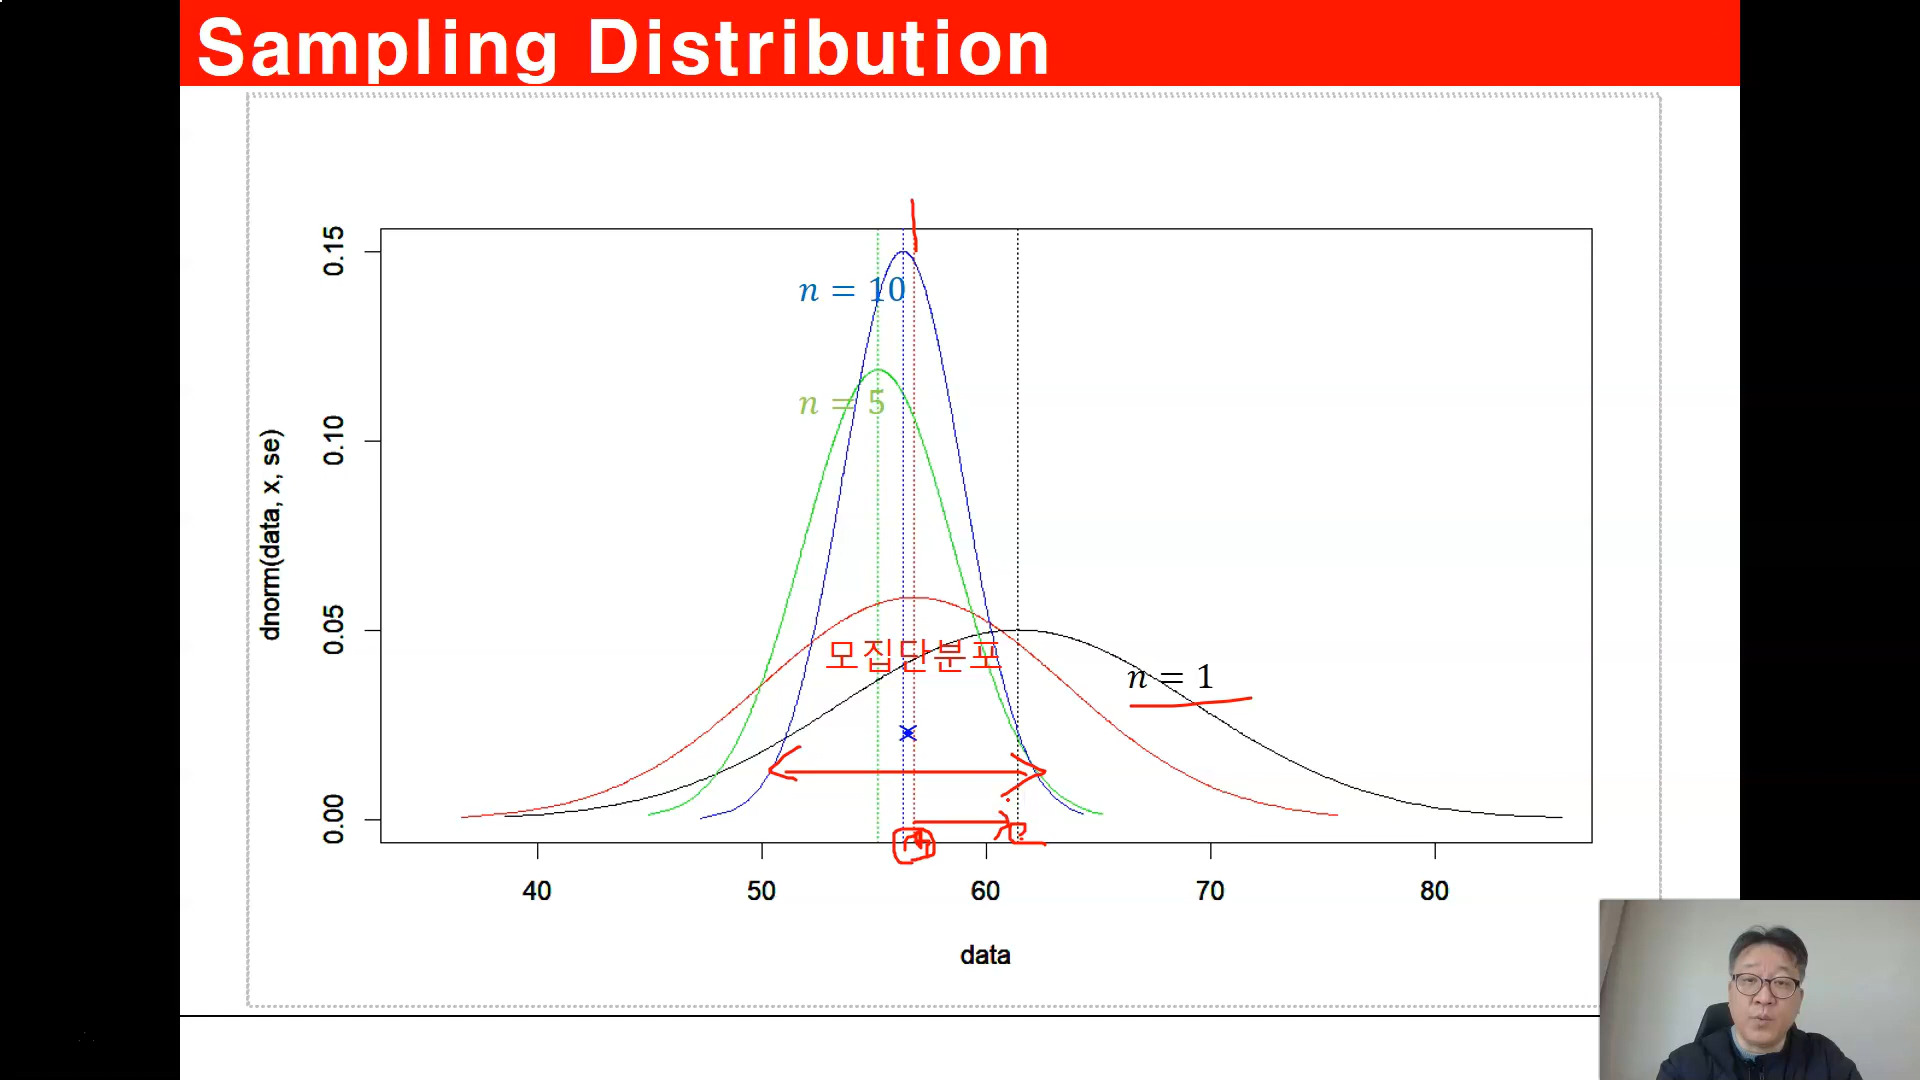 Sampling Distribution
0.15
0.10
0.05
0.00
dnorm(data, x, se)
n = 10
n = 5
모집단분포
n = 1
40 50 60 70 80
data